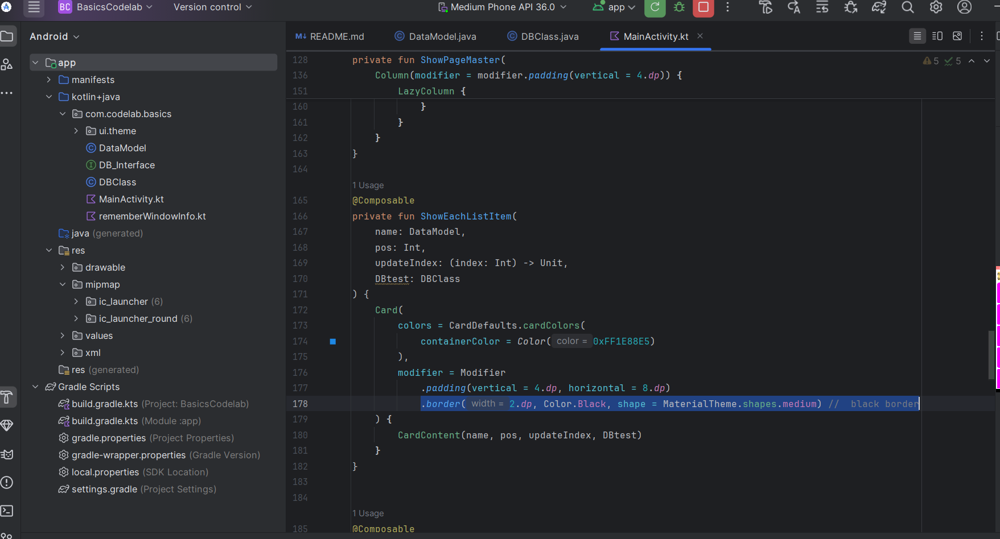 BC BasicsCodelab Version control Medium Phone API 36.0 app
Android
app
manifests
kotlin+java
com.codelab.basics
ui.theme
DataModel
DB_Interface
DBClass
MainActivity.kt
rememberWindowInfo.kt
java (generated)
res
drawable
mipmap
ic_launcher (6)
ic_launcher_round (6)
values
xml
res (generated)
Gradle Scripts
build.gradle.kts (Project: BasicsCodelab)
build.gradle.kts (Module :app)
gradle.properties (Project Properties)
gradle-wrapper.properties (Gradle Version)
local.properties (SDK Location)
settings.gradle (Project Settings)
M↓ README.md DataModel.java DBClass.java MainActivity.kt
5 5
128 private fun ShowPageMaster(
136 Column(modifier = modifier.padding(vertical = 4.dp)) {
151 LazyColumn {
160 }
161 }
162 }
163 }
164
1 Usage
165 @Composable
166 private fun ShowEachListItem(
167 name: DataModel,
168 pos: Int,
169 updateIndex: (index: Int) -> Unit,
170 DBtest: DBClass
171 ) {
172 Card(
173 colors = CardDefaults.cardColors(
174 containerColor = Color( color = 0xFF1E88E5)
175 ),
176 modifier = Modifier
177 .padding(vertical = 4.dp, horizontal = 8.dp)
178 .border( width = 2.dp, Color.Black, shape = MaterialTheme.shapes.medium) // black border
179 ) {
180 CardContent(name, pos, updateIndex, DBtest)
181 }
182 }
183
184
1 Usage
185 @Composable